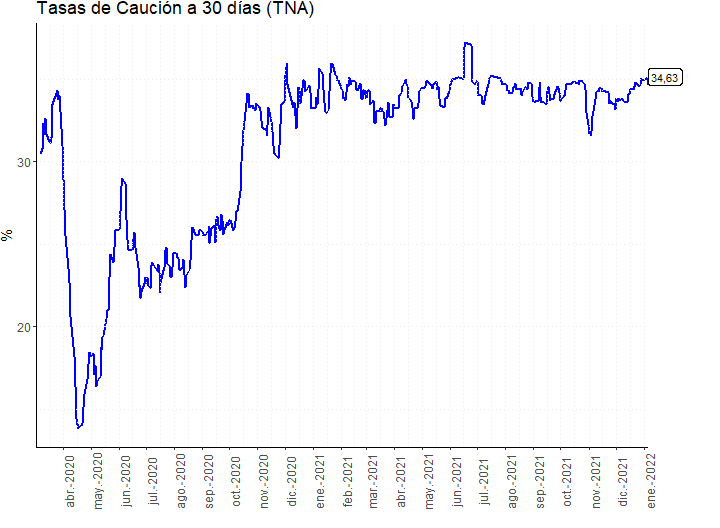 Tasas de Caución a 30 días (TNA)
34,63
30
%
20
abr.-2020
may.-2020
jun.-2020
jul.-2020
ago.-2020
sep.-2020
oct.-2020
nov.-2020
dic.-2020
ene.-2021
feb.-2021
mar.-2021
abr.-2021
may.-2021
jun.-2021
jul.-2021
ago.-2021
sep.-2021
oct.-2021
nov.-2021
dic.-2021
ene.-2022